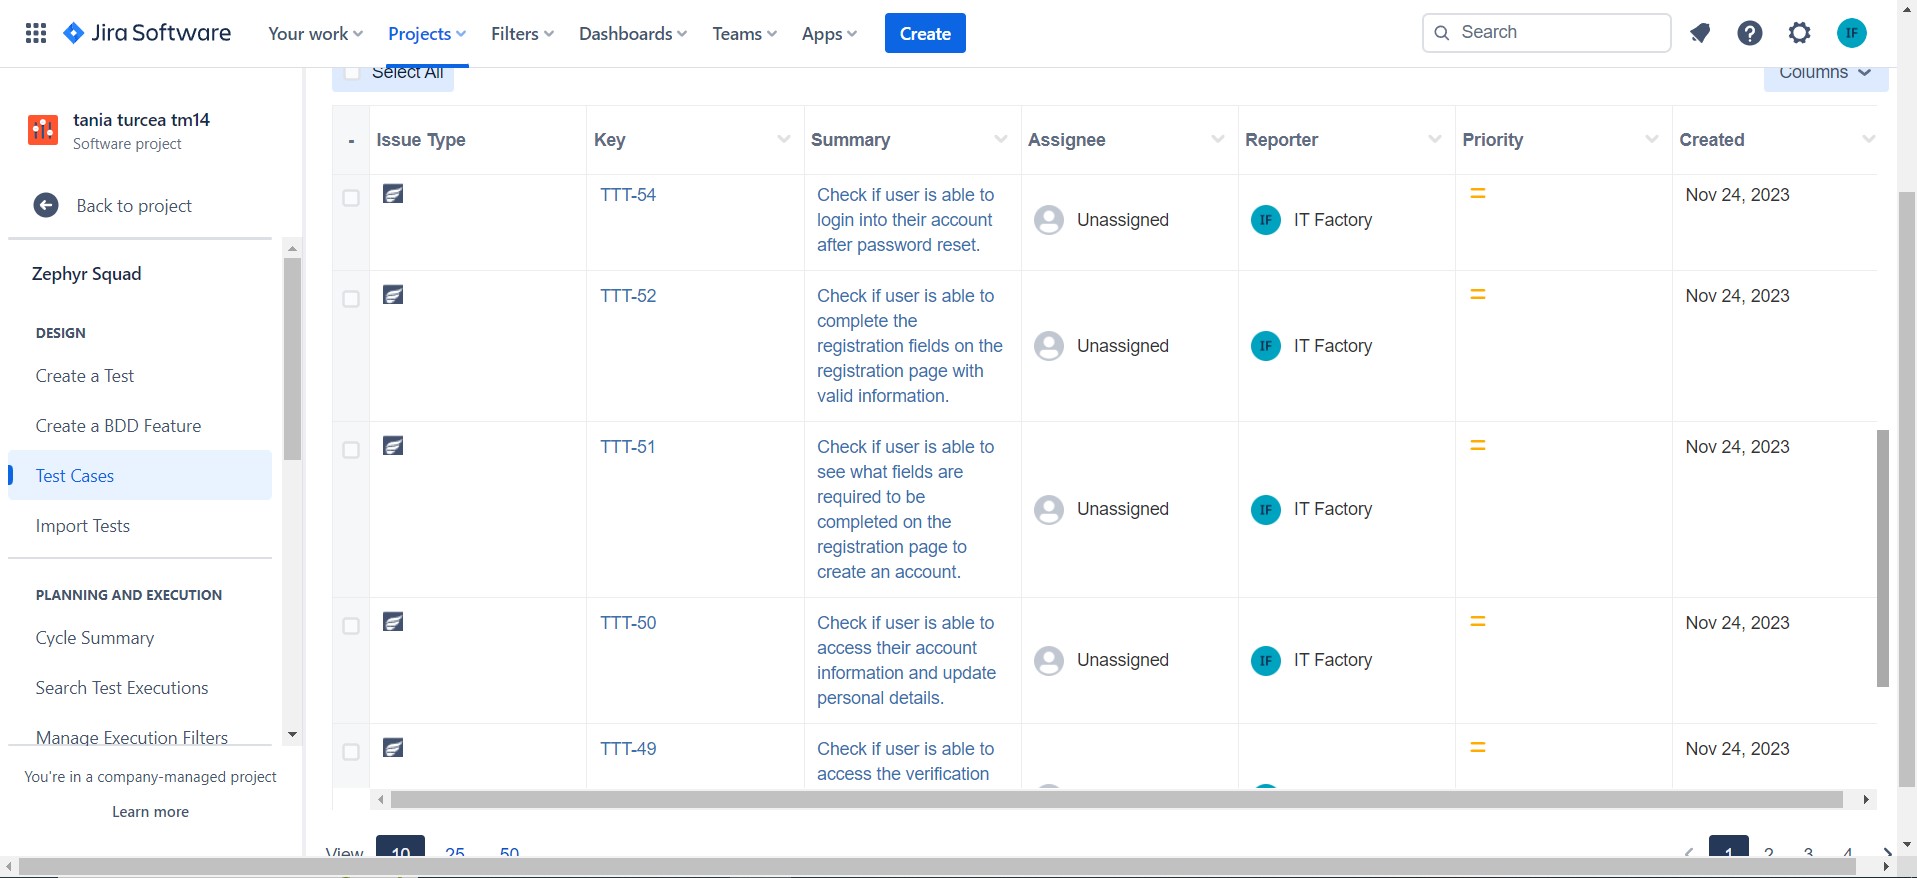 Jira Software
Your work
Projects
Filters
Dashboards
Teams
Apps
Create
Search
IF
Select All
Columns
tania turcea tm14
Software project
Back to project
Zephyr Squad
DESIGN
Create a Test
Create a BDD Feature
Test Cases
Import Tests
PLANNING AND EXECUTION
Cycle Summary
Search Test Executions
Manage Execution Filters
You're in a company-managed project
Learn more
- Issue Type Key Summary Assignee Reporter Priority Created
TTT-54
Check if user is able to
login into their account
after password reset.
Unassigned
IF IT Factory
Nov 24, 2023
TTT-52
Check if user is able to
complete the
registration fields on the
registration page with
valid information.
Unassigned
IF IT Factory
Nov 24, 2023
TTT-51
Check if user is able to
see what fields are
required to be
completed on the
registration page to
create an account.
Unassigned
IF IT Factory
Nov 24, 2023
TTT-50
Check if user is able to
access their account
information and update
personal details.
Unassigned
IF IT Factory
Nov 24, 2023
TTT-49
Check if user is able to
access the verification
Nov 24, 2023
View 10 25 50
1 2 3 4